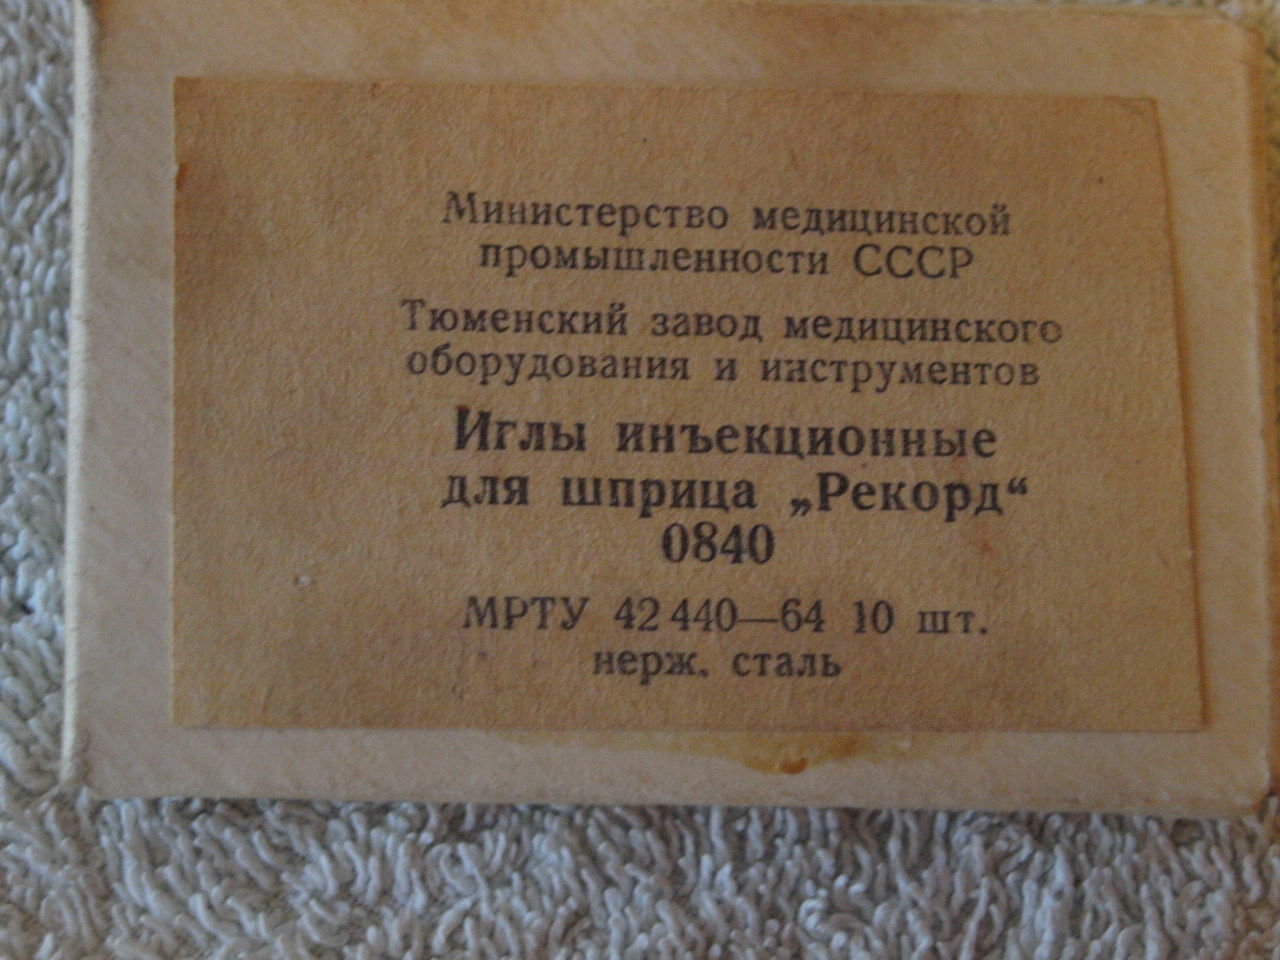 Министерство медицинской
промышленности СССР
Тюменский завод медицинского
оборудования и инструментов
Иглы инъекционные
для шприца „Рекорд“
0840
МРТУ 42 440—64 10 шт.
нерж. сталь